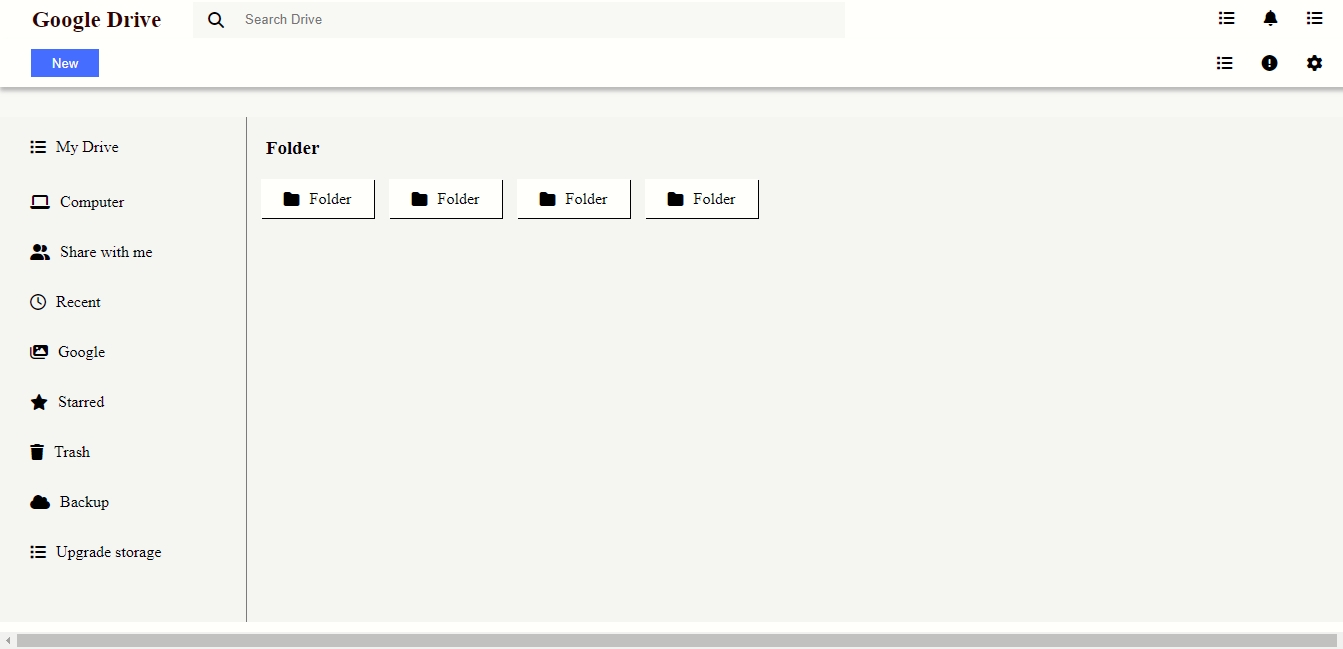 Google Drive
Search Drive
New
My Drive
Computer
Share with me
Recent
Google
Starred
Trash
Backup
Upgrade storage
Folder
Folder Folder Folder Folder